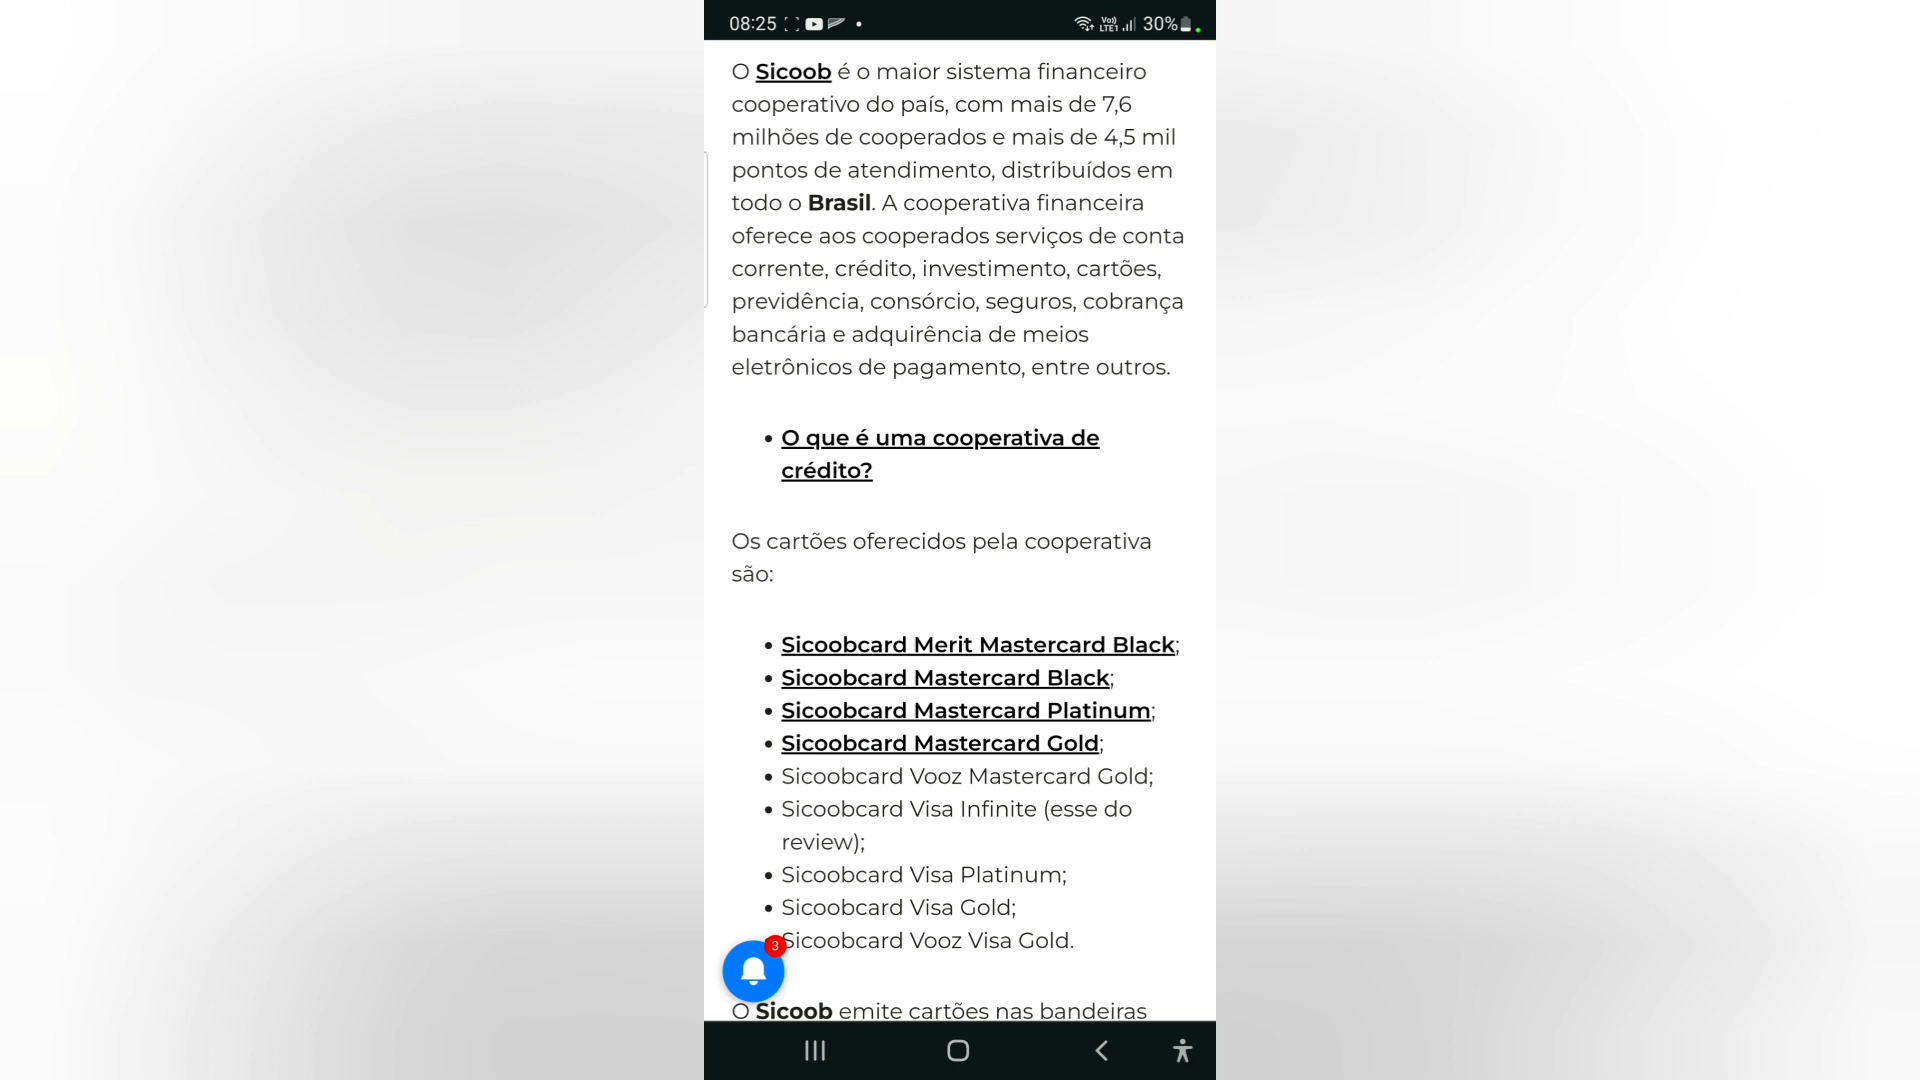 08:25
Vo))
LTE1
30%
O Sicoob é o maior sistema financeiro
cooperativo do país, com mais de 7,6
milhões de cooperados e mais de 4,5 mil
pontos de atendimento, distribuídos em
todo o Brasil. A cooperativa financeira
oferece aos cooperados serviços de conta
corrente, crédito, investimento, cartões,
previdência, consórcio, seguros, cobrança
bancária e adquirência de meios
eletrônicos de pagamento, entre outros.
• O que é uma cooperativa de
crédito?
Os cartões oferecidos pela cooperativa
são:
• Sicoobcard Merit Mastercard Black;
• Sicoobcard Mastercard Black;
• Sicoobcard Mastercard Platinum;
• Sicoobcard Mastercard Gold;
• Sicoobcard Vooz Mastercard Gold;
• Sicoobcard Visa Infinite (esse do
review);
• Sicoobcard Visa Platinum;
• Sicoobcard Visa Gold;
Sicoobcard Vooz Visa Gold.
3
O Sicoob emite cartões nas bandeiras